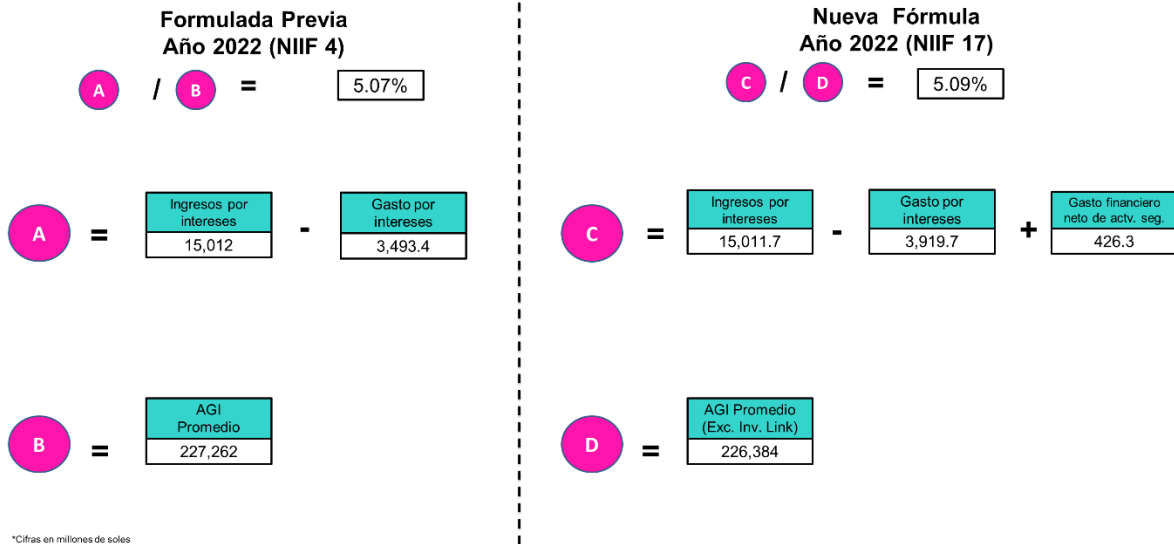 Formulada Previa
Año 2022 (NIIF 4)
A / B = 5.07%
A = Ingresos por intereses 15,012 - Gasto por intereses 3,493.4
B = AGI Promedio 227,262
*Cifras en millones de soles
Nueva Fórmula
Año 2022 (NIIF 17)
C / D = 5.09%
C = Ingresos por intereses 15,011.7 - Gasto por intereses 3,919.7 + Gasto financiero neto de actv. seg. 426.3
D = AGI Promedio (Exc. Inv. Link) 226,384